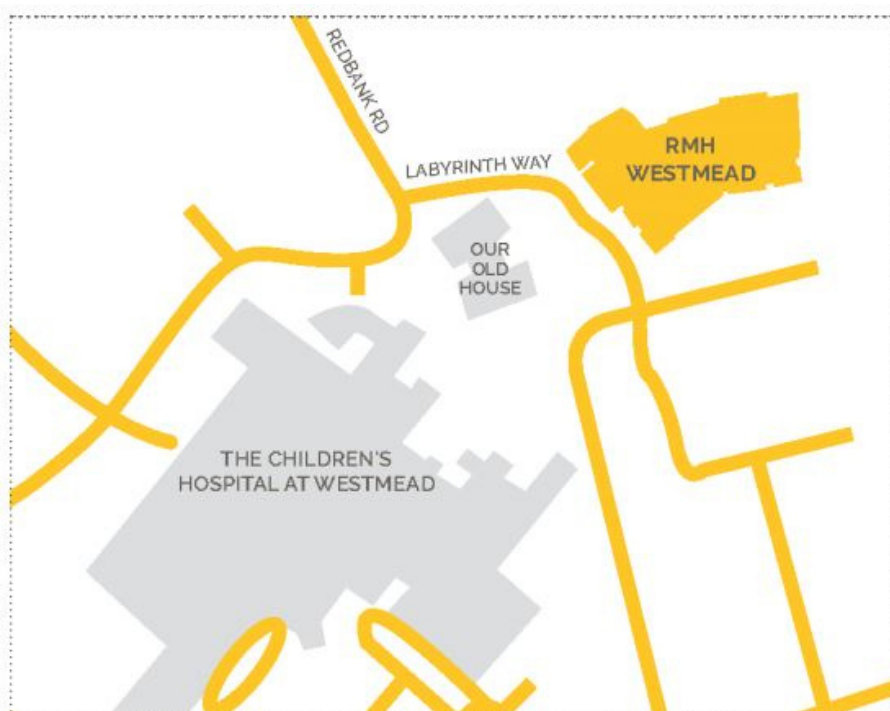 REDBANK RD
LABYRINTH WAY
RMH
WESTMEAD
OUR
OLD
HOUSE
THE CHILDREN'S
HOSPITAL AT WESTMEAD